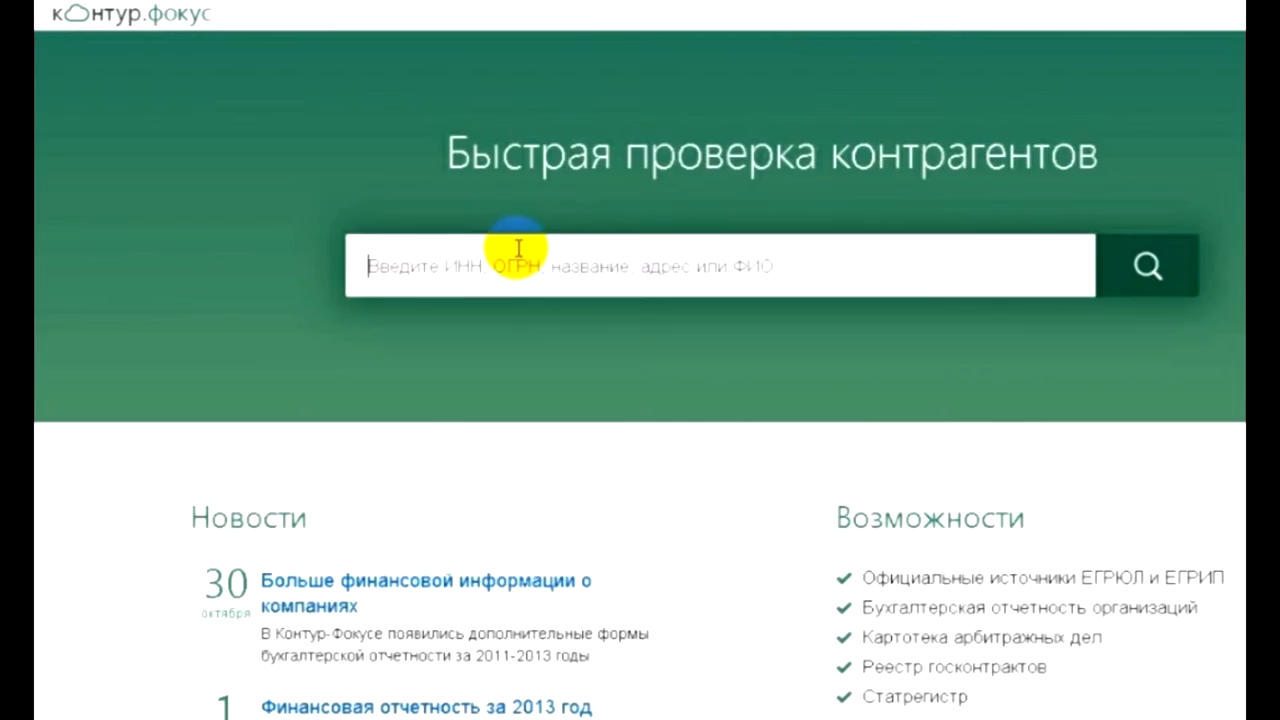 контур.фокус
Быстрая проверка контрагентов
Введите ИНН, ОГРН, название, адрес или ФИО
Новости
30
октября
Больше финансовой информации о
компаниях
В Контур-Фокусе появились дополнительные формы
бухгалтерской отчетности за 2011-2013 годы
1
Финансовая отчетность за 2013 год
Возможности
Официальные источники ЕГРЮЛ и ЕГРИП
Бухгалтерская отчетность организаций
Картотека арбитражных дел
Реестр госконтрактов
Статрегистр